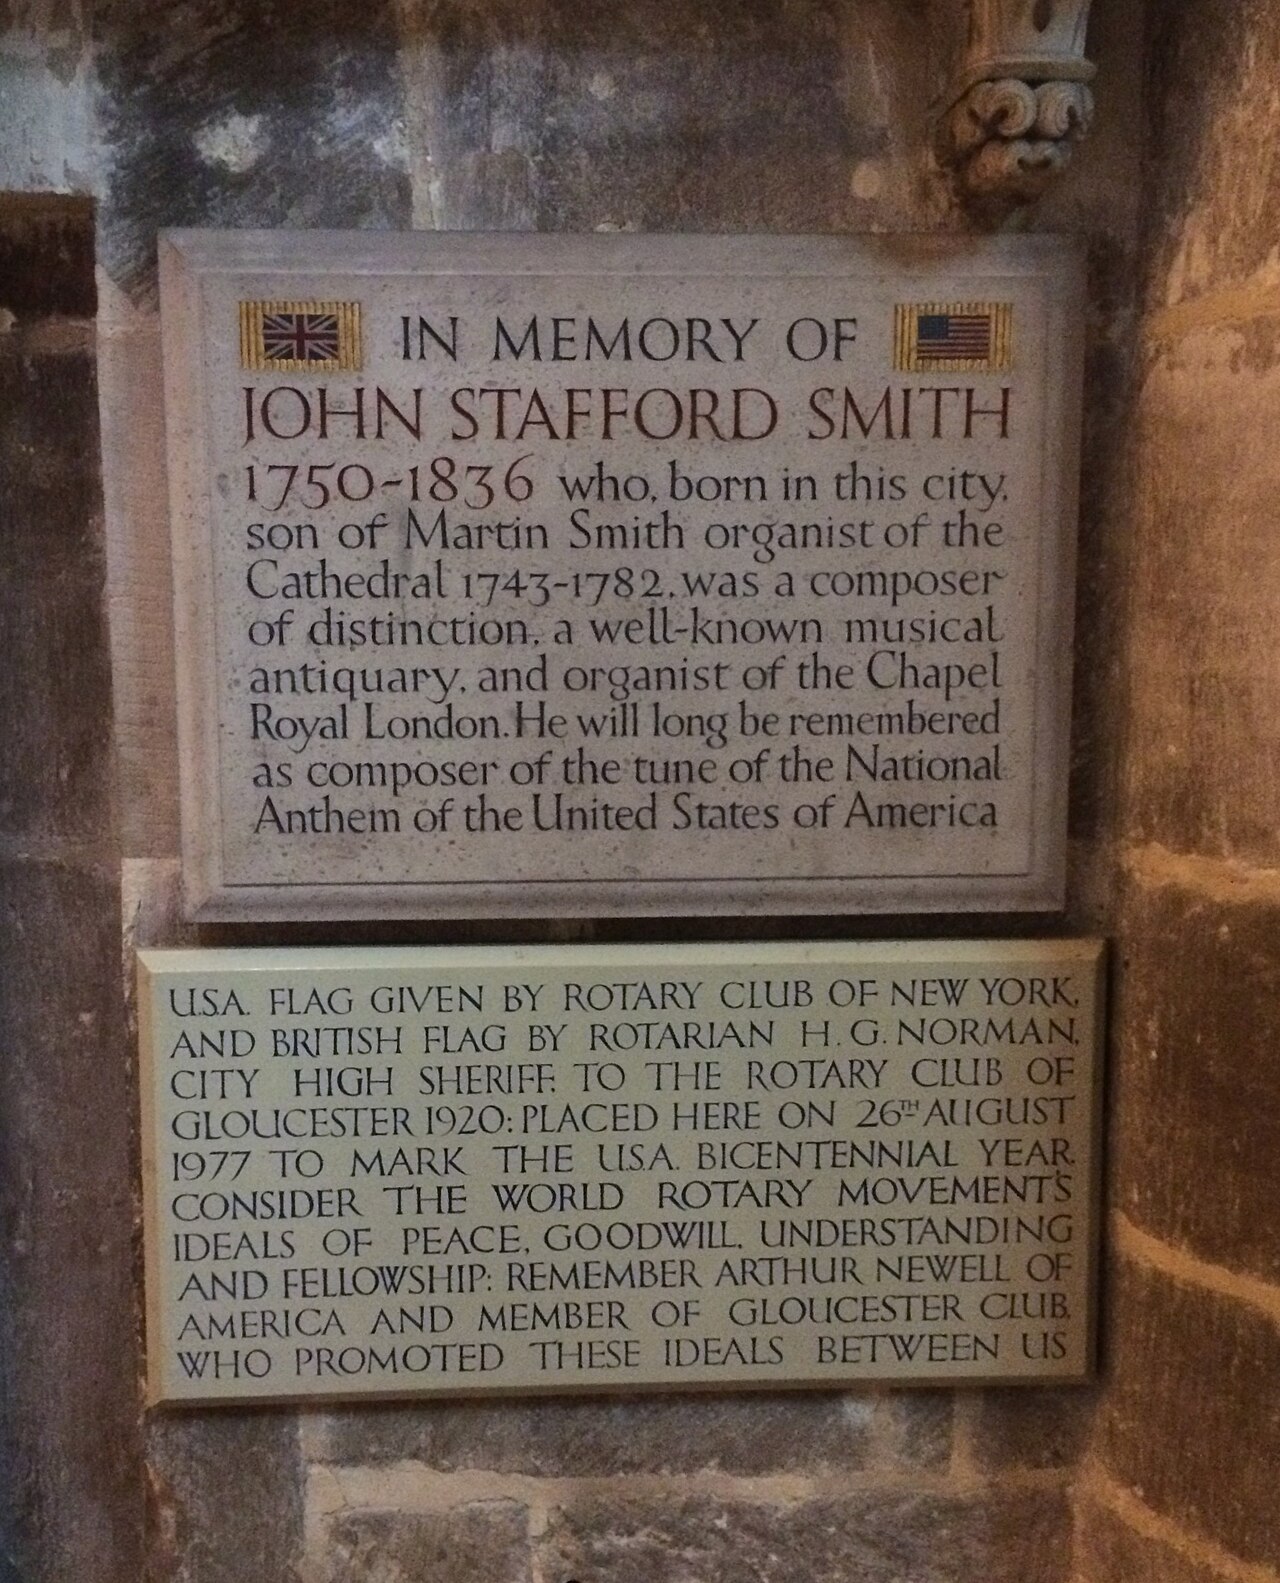 IN MEMORY OF
JOHN STAFFORD SMITH
1750-1836 who, born in this city,
son of Martin Smith organist of the
Cathedral 1743-1782, was a composer
of distinction, a well-known musical
antiquary, and organist of the Chapel
Royal London. He will long be remembered
as composer of the tune of the National
Anthem of the United States of America
U.S.A. FLAG GIVEN BY ROTARY CLUB OF NEW YORK,
AND BRITISH FLAG BY ROTARIAN H. G. NORMAN,
CITY HIGH SHERIFF, TO THE ROTARY CLUB OF
GLOUCESTER 1920: PLACED HERE ON 26TH AUGUST
1977 TO MARK THE U.S.A. BICENTENNIAL YEAR.
CONSIDER THE WORLD ROTARY MOVEMENT'S
IDEALS OF PEACE, GOODWILL, UNDERSTANDING
AND FELLOWSHIP: REMEMBER ARTHUR NEWELL OF
AMERICA AND MEMBER OF GLOUCESTER CLUB,
WHO PROMOTED THESE IDEALS BETWEEN US